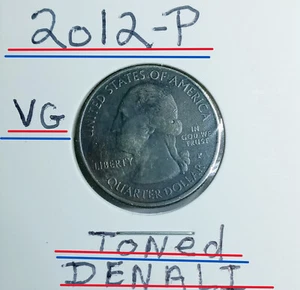 2012-P
VG
UNITED STATES OF AMERICA
IN
GOD WE
TRUST
LIBERTY
P
QUARTER DOLLAR
Toned
DENALI